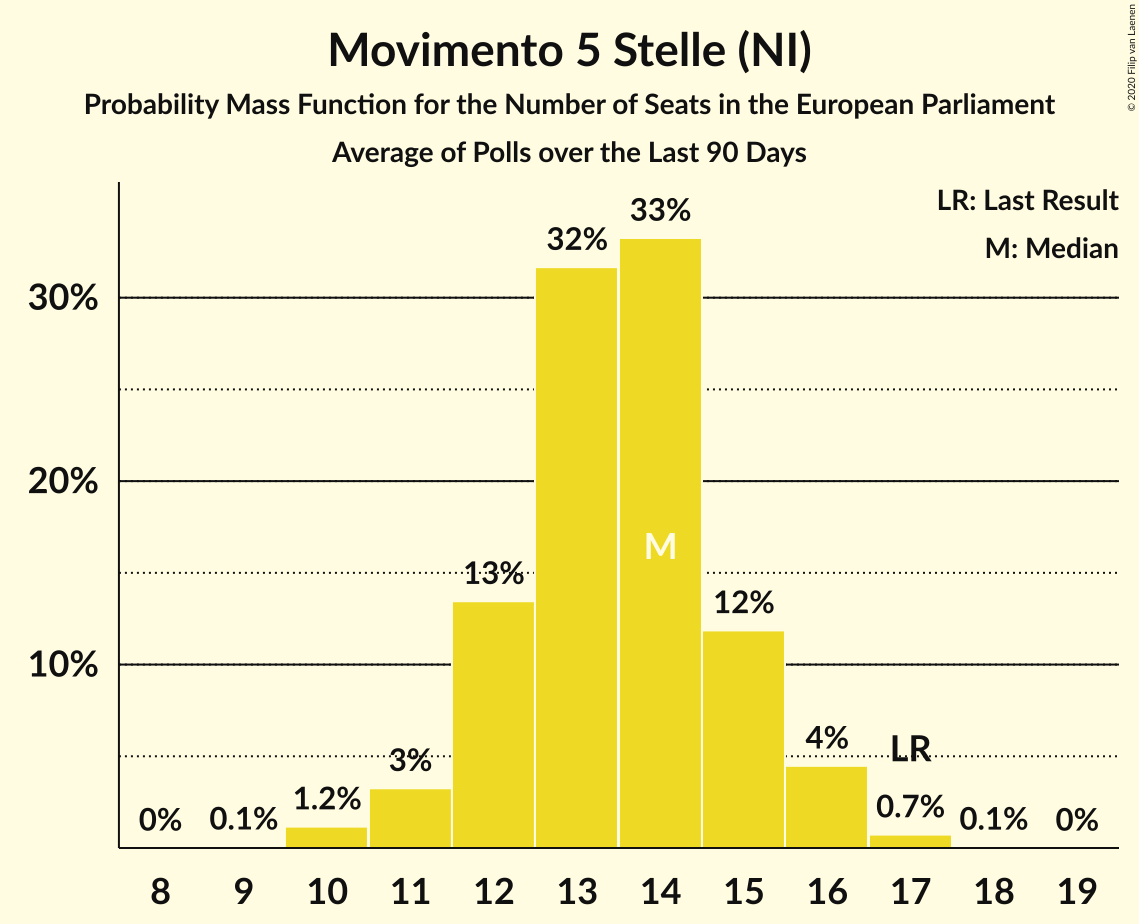 Movimento 5 Stelle (NI)
Probability Mass Function for the Number of Seats in the European Parliament
Average of Polls over the Last 90 Days
© 2020 Filip van Laenen
LR: Last Result
M: Median
33%
32%
30%
20%
M
13%
12%
10%
4%
LR
3%
1.2%
0.7%
0%
0.1%
0.1%
0%
8 9 10 11 12 13 14 15 16 17 18 19